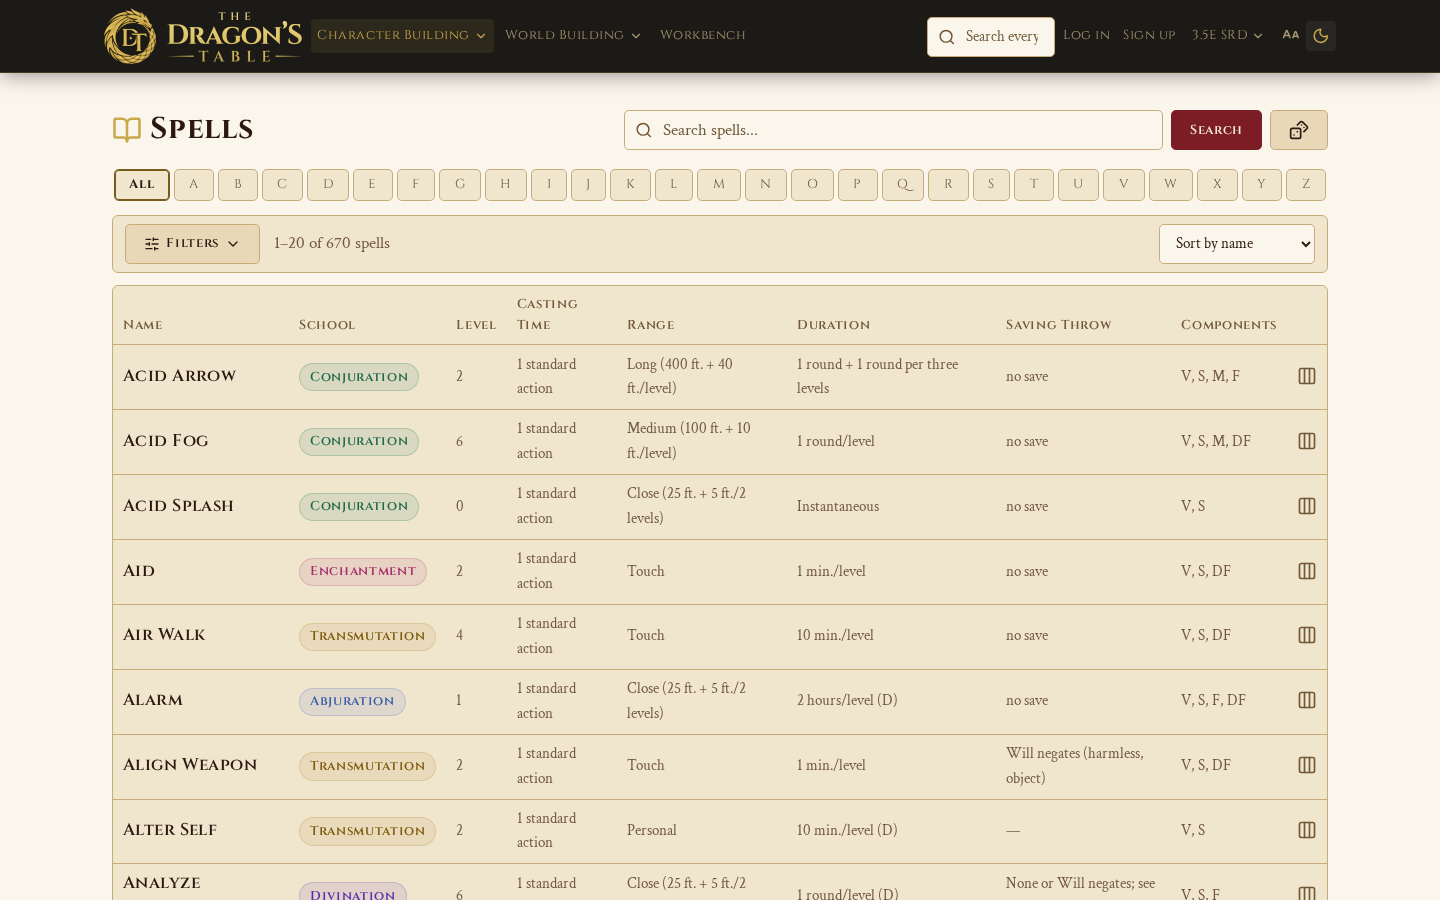 THE
DRAGON'S
TABLE
CHARACTER BUILDING
WORLD BUILDING
WORKBENCH
Search every
LOG IN
SIGN UP
3.5E SRD
AA
SPELLS
Search spells...
SEARCH
ALL A B C D E F G H I J K L M N O P Q R S T U V W X Y Z
FILTERS
1–20 of 670 spells
Sort by name
NAME SCHOOL LEVEL CASTING TIME RANGE DURATION SAVING THROW COMPONENTS
ACID ARROW CONJURATION 2 1 standard action Long (400 ft. + 40 ft./level) 1 round + 1 round per three levels no save V, S, M, F
ACID FOG CONJURATION 6 1 standard action Medium (100 ft. + 10 ft./level) 1 round/level no save V, S, M, DF
ACID SPLASH CONJURATION 0 1 standard action Close (25 ft. + 5 ft./2 levels) Instantaneous no save V, S
AID ENCHANTMENT 2 1 standard action Touch 1 min./level no save V, S, DF
AIR WALK TRANSMUTATION 4 1 standard action Touch 10 min./level no save V, S, DF
ALARM ABJURATION 1 1 standard action Close (25 ft. + 5 ft./2 levels) 2 hours/level (D) no save V, S, F, DF
ALIGN WEAPON TRANSMUTATION 2 1 standard action Touch 1 min./level Will negates (harmless, object) V, S, DF
ALTER SELF TRANSMUTATION 2 1 standard action Personal 10 min./level (D) — V, S
ANALYZE DIVINATION 6 1 standard Close (25 ft. + 5 ft./2 1 round/level (D) None or Will negates; see V, S, F